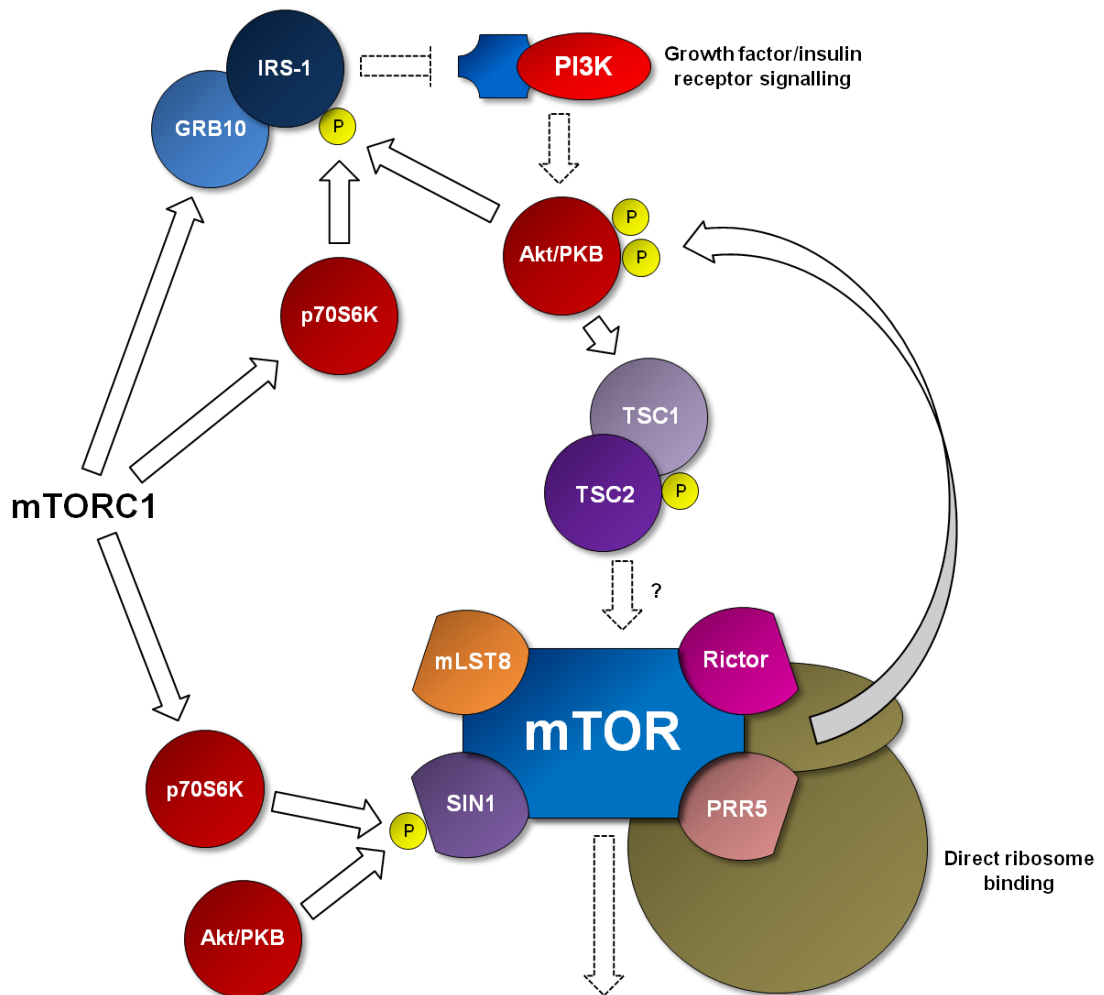 IRS-1
PI3K
Growth factor/insulin
receptor signalling
GRB10
P
P
Akt/PKB
P
p70S6K
TSC1
TSC2
P
mTORC1
?
mLST8
Rictor
mTOR
p70S6K
SIN1
PRR5
P
Direct ribosome
binding
Akt/PKB